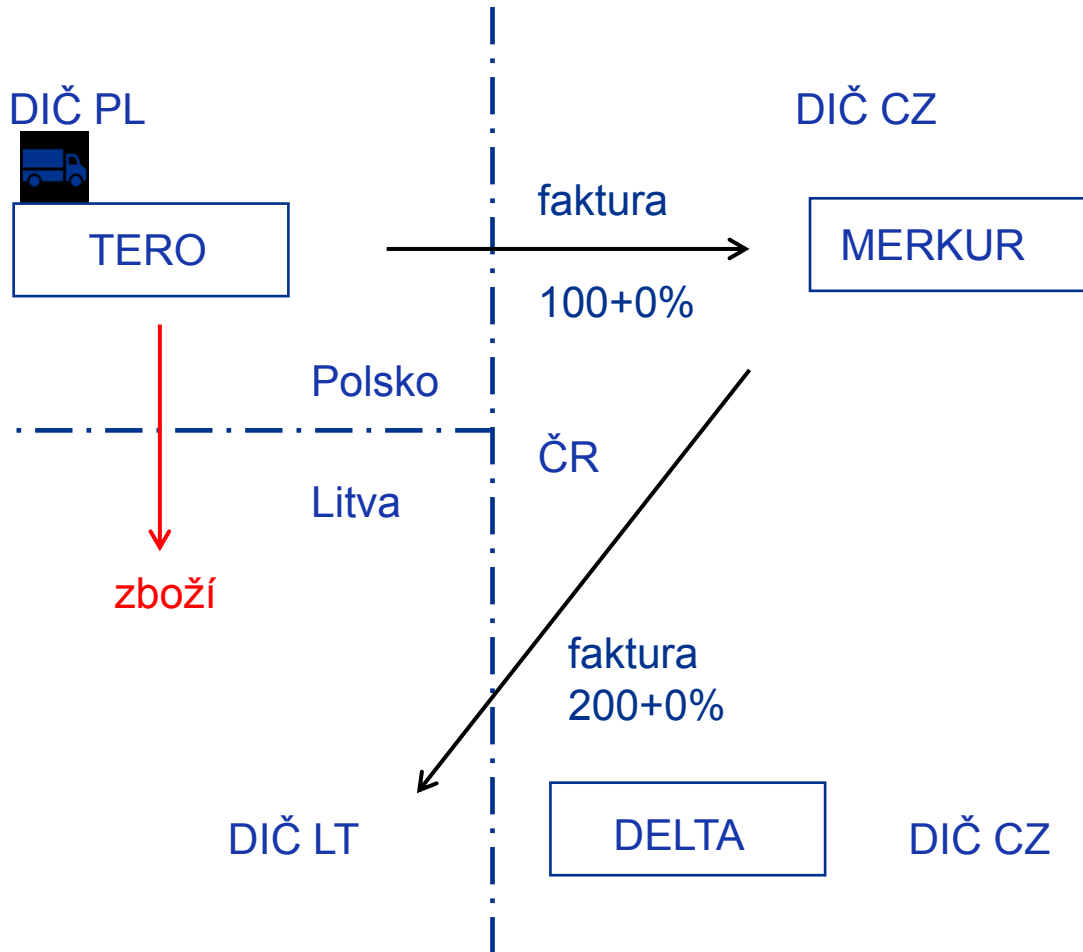 DIČ PL
DIČ CZ
TERO
faktura
MERKUR
100+0%
Polsko
ČR
Litva
zboží
faktura
200+0%
DIČ LT
DELTA
DIČ CZ